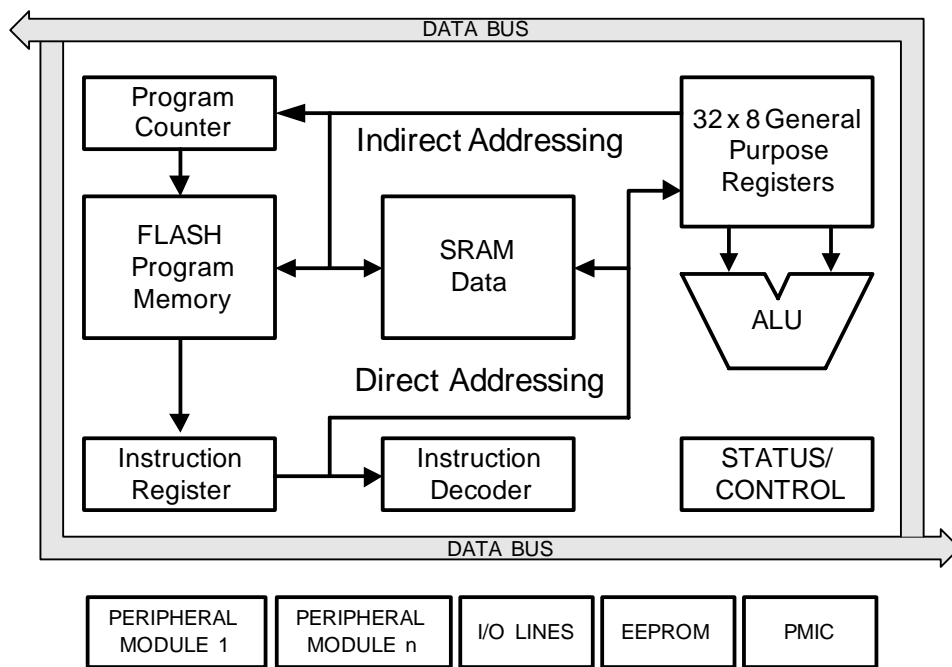 DATA BUS
Program
Counter
32 x 8 General
Purpose
Registers
Indirect Addressing
FLASH
Program
Memory
SRAM
Data
ALU
Direct Addressing
Instruction
Register
Instruction
Decoder
STATUS/
CONTROL
DATA BUS
PERIPHERAL
MODULE 1
PERIPHERAL
MODULE n
I/O LINES
EEPROM
PMIC